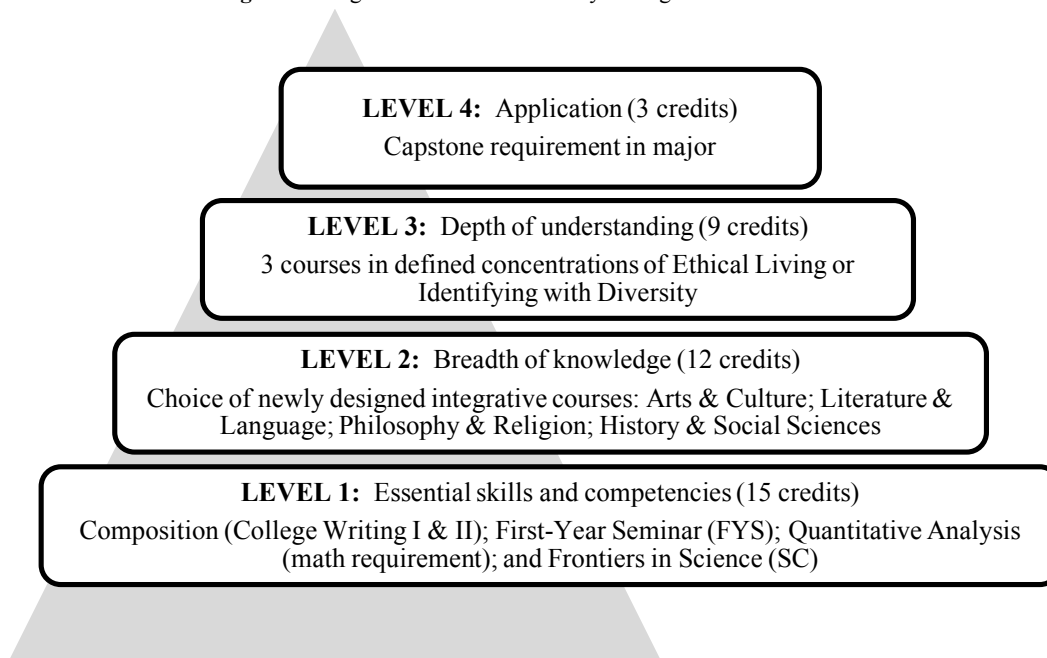 LEVEL 4: Application (3 credits)
Capstone requirement in major
LEVEL 3: Depth of understanding (9 credits)
3 courses in defined concentrations of Ethical Living or
Identifying with Diversity
LEVEL 2: Breadth of knowledge (12 credits)
Choice of newly designed integrative courses: Arts & Culture; Literature &
Language; Philosophy & Religion; History & Social Sciences
LEVEL 1: Essential skills and competencies (15 credits)
Composition (College Writing I & II); First-Year Seminar (FYS); Quantitative Analysis
(math requirement); and Frontiers in Science (SC)